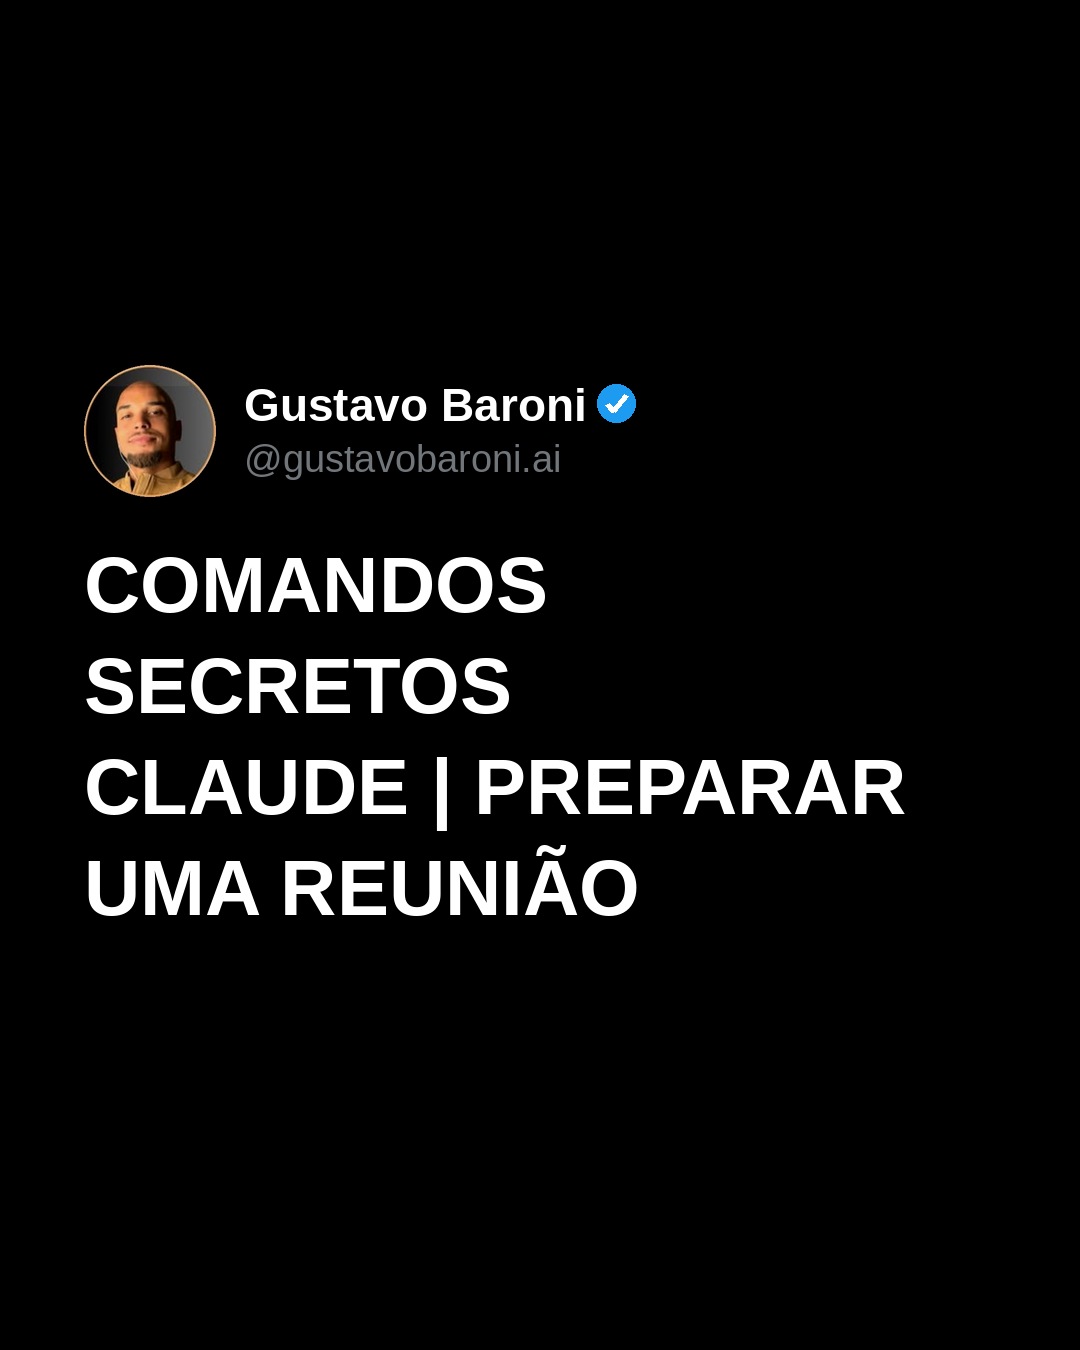 Gustavo Baroni
@gustavobaroni.ai
COMANDOS
SECRETOS
CLAUDE | PREPARAR
UMA REUNIÃO